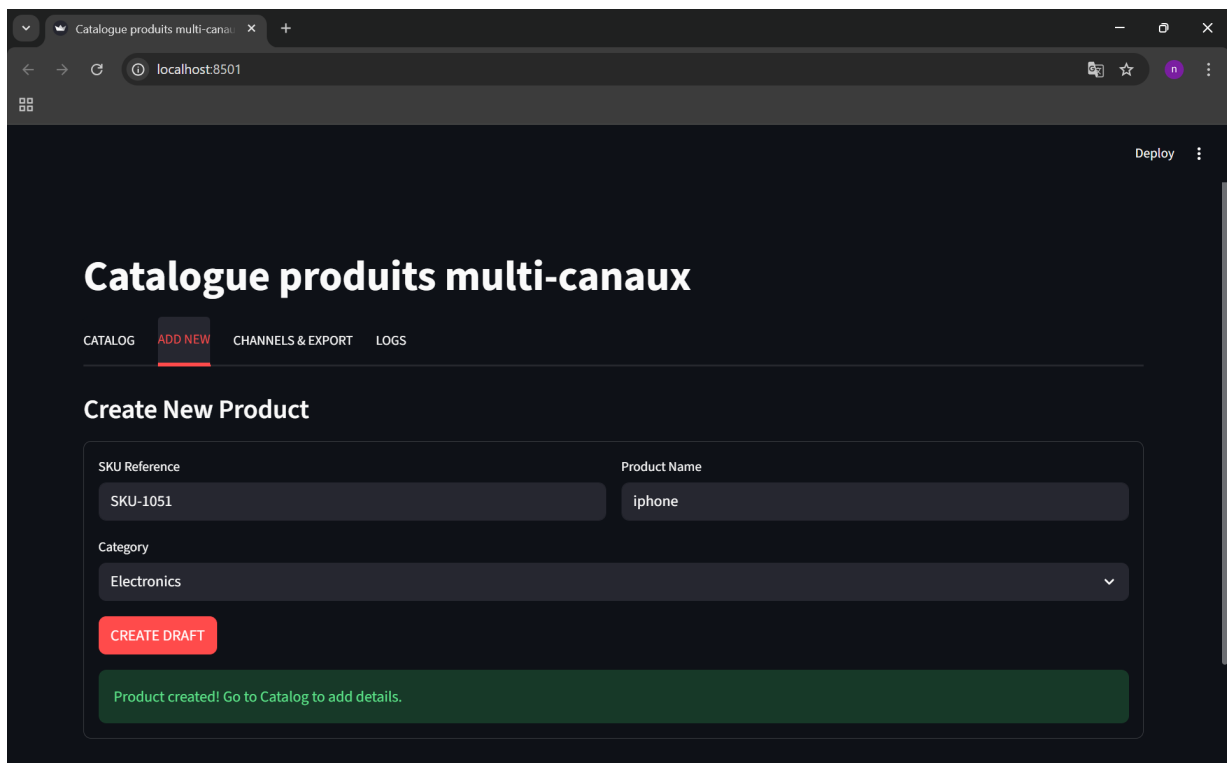 Catalogue produits multi-canau
localhost:8501
n
Deploy
Catalogue produits multi-canaux
CATALOG ADD NEW CHANNELS & EXPORT LOGS
Create New Product
SKU Reference Product Name
SKU-1051 iphone
Category
Electronics
CREATE DRAFT
Product created! Go to Catalog to add details.